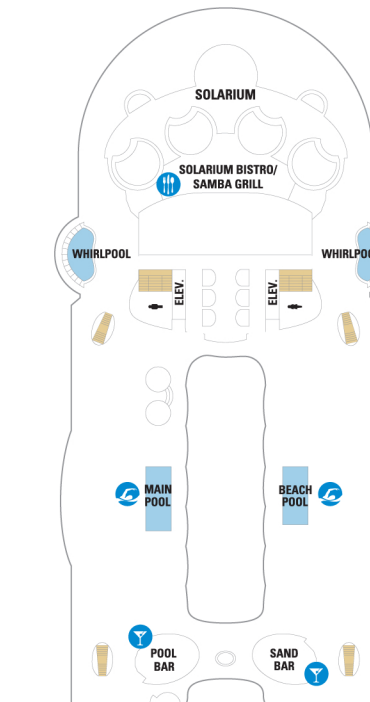 SOLARIUM
SOLARIUM BISTRO/
SAMBA GRILL
WHIRLPOOL
WHIRLPOO
ELEV.
ELEV.
MAIN
POOL
BEACH
POOL
POOL
BAR
SAND
BAR